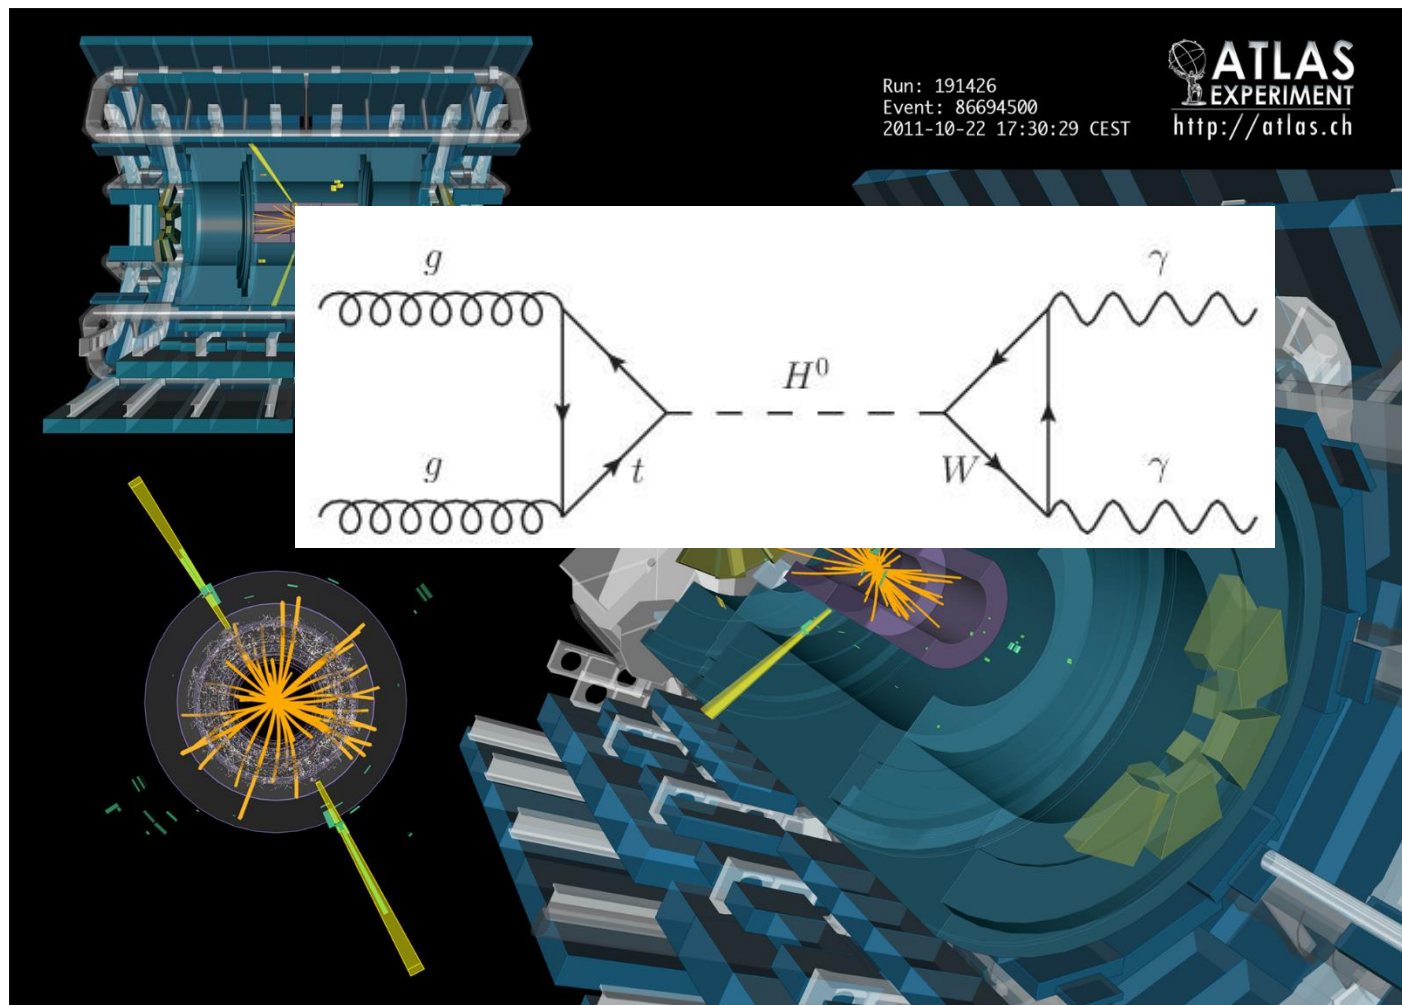 Run: 191426
Event: 86694500
2011-10-22 17:30:29 CEST
ATLAS
EXPERIMENT
http://atlas.ch
g
γ
H⁰
g
t
W
γ